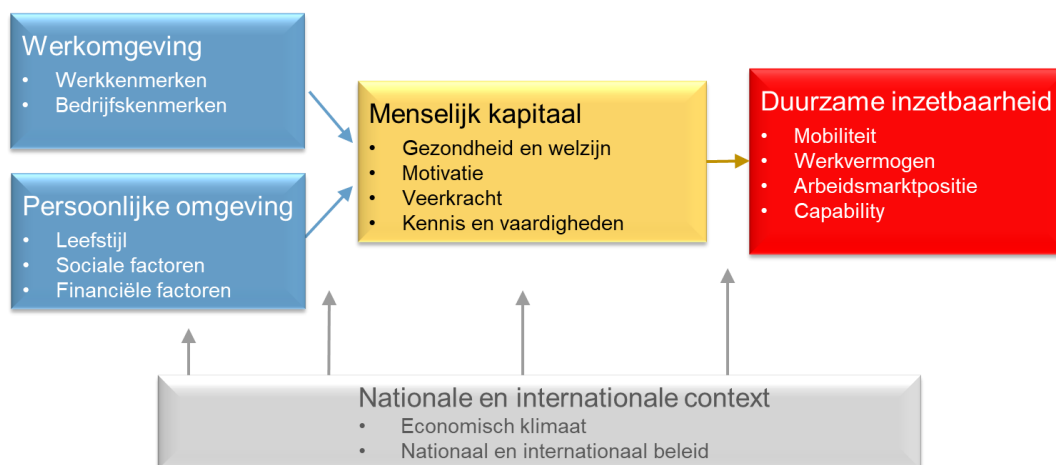 Werkomgeving
• Werkkenmerken
• Bedrijfskenmerken
Persoonlijke omgeving
• Leefstijl
• Sociale factoren
• Financiële factoren
Menselijk kapitaal
• Gezondheid en welzijn
• Motivatie
• Veerkracht
• Kennis en vaardigheden
Duurzame inzetbaarheid
• Mobiliteit
• Werkvermogen
• Arbeidsmarktpositie
• Capability
Nationale en internationale context
• Economisch klimaat
• Nationaal en internationaal beleid